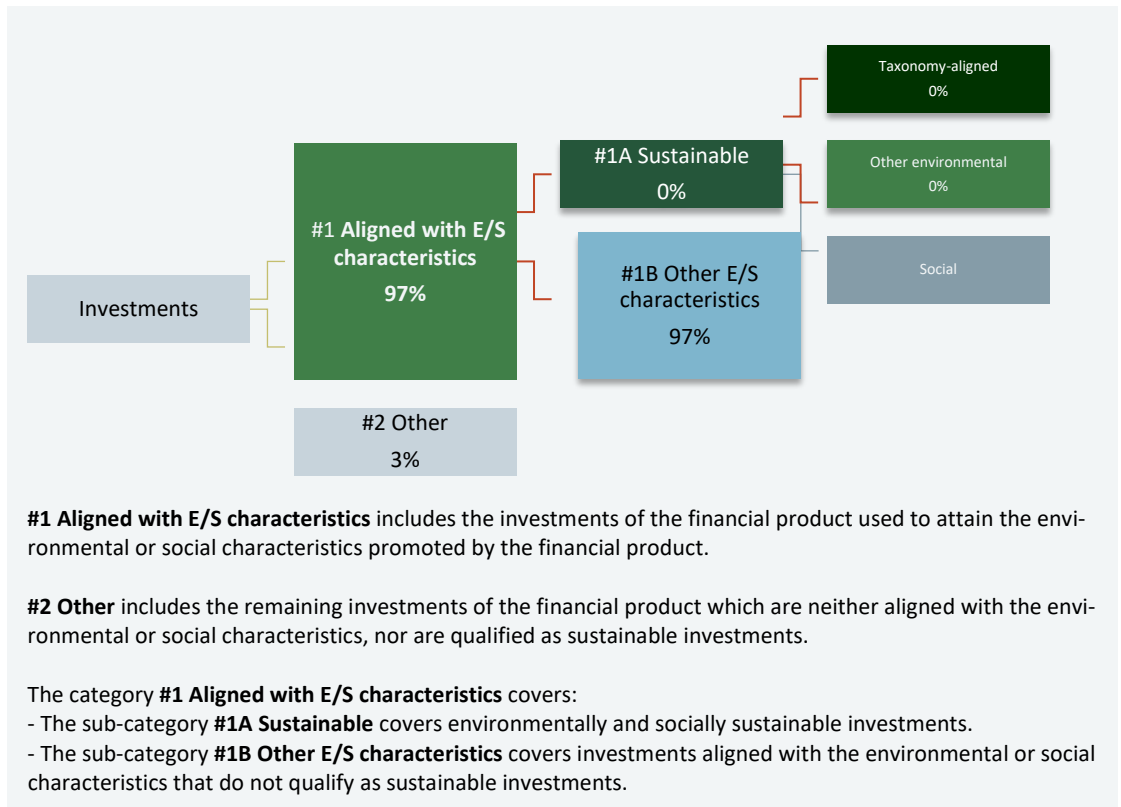 Taxonomy-aligned
0%
#1A Sustainable
0%
Other environmental
0%
#1 Aligned with E/S
characteristics
97%
#1B Other E/S
characteristics
97%
Social
Investments
#2 Other
3%
#1 Aligned with E/S characteristics includes the investments of the financial product used to attain the envi-
ronmental or social characteristics promoted by the financial product.
#2 Other includes the remaining investments of the financial product which are neither aligned with the envi-
ronmental or social characteristics, nor are qualified as sustainable investments.
The category #1 Aligned with E/S characteristics covers:
- The sub-category #1A Sustainable covers environmentally and socially sustainable investments.
- The sub-category #1B Other E/S characteristics covers investments aligned with the environmental or social
characteristics that do not qualify as sustainable investments.